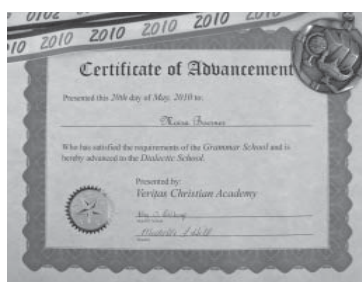 2010 2010 2010 2010 2010
Certificate of Advancement
Presented this 20th day of May, 2010 to:
Who has satisfied the requirements of the Grammar School and is
hereby advanced to the Dialectic School.
Presented by:
Veritas Christian Academy